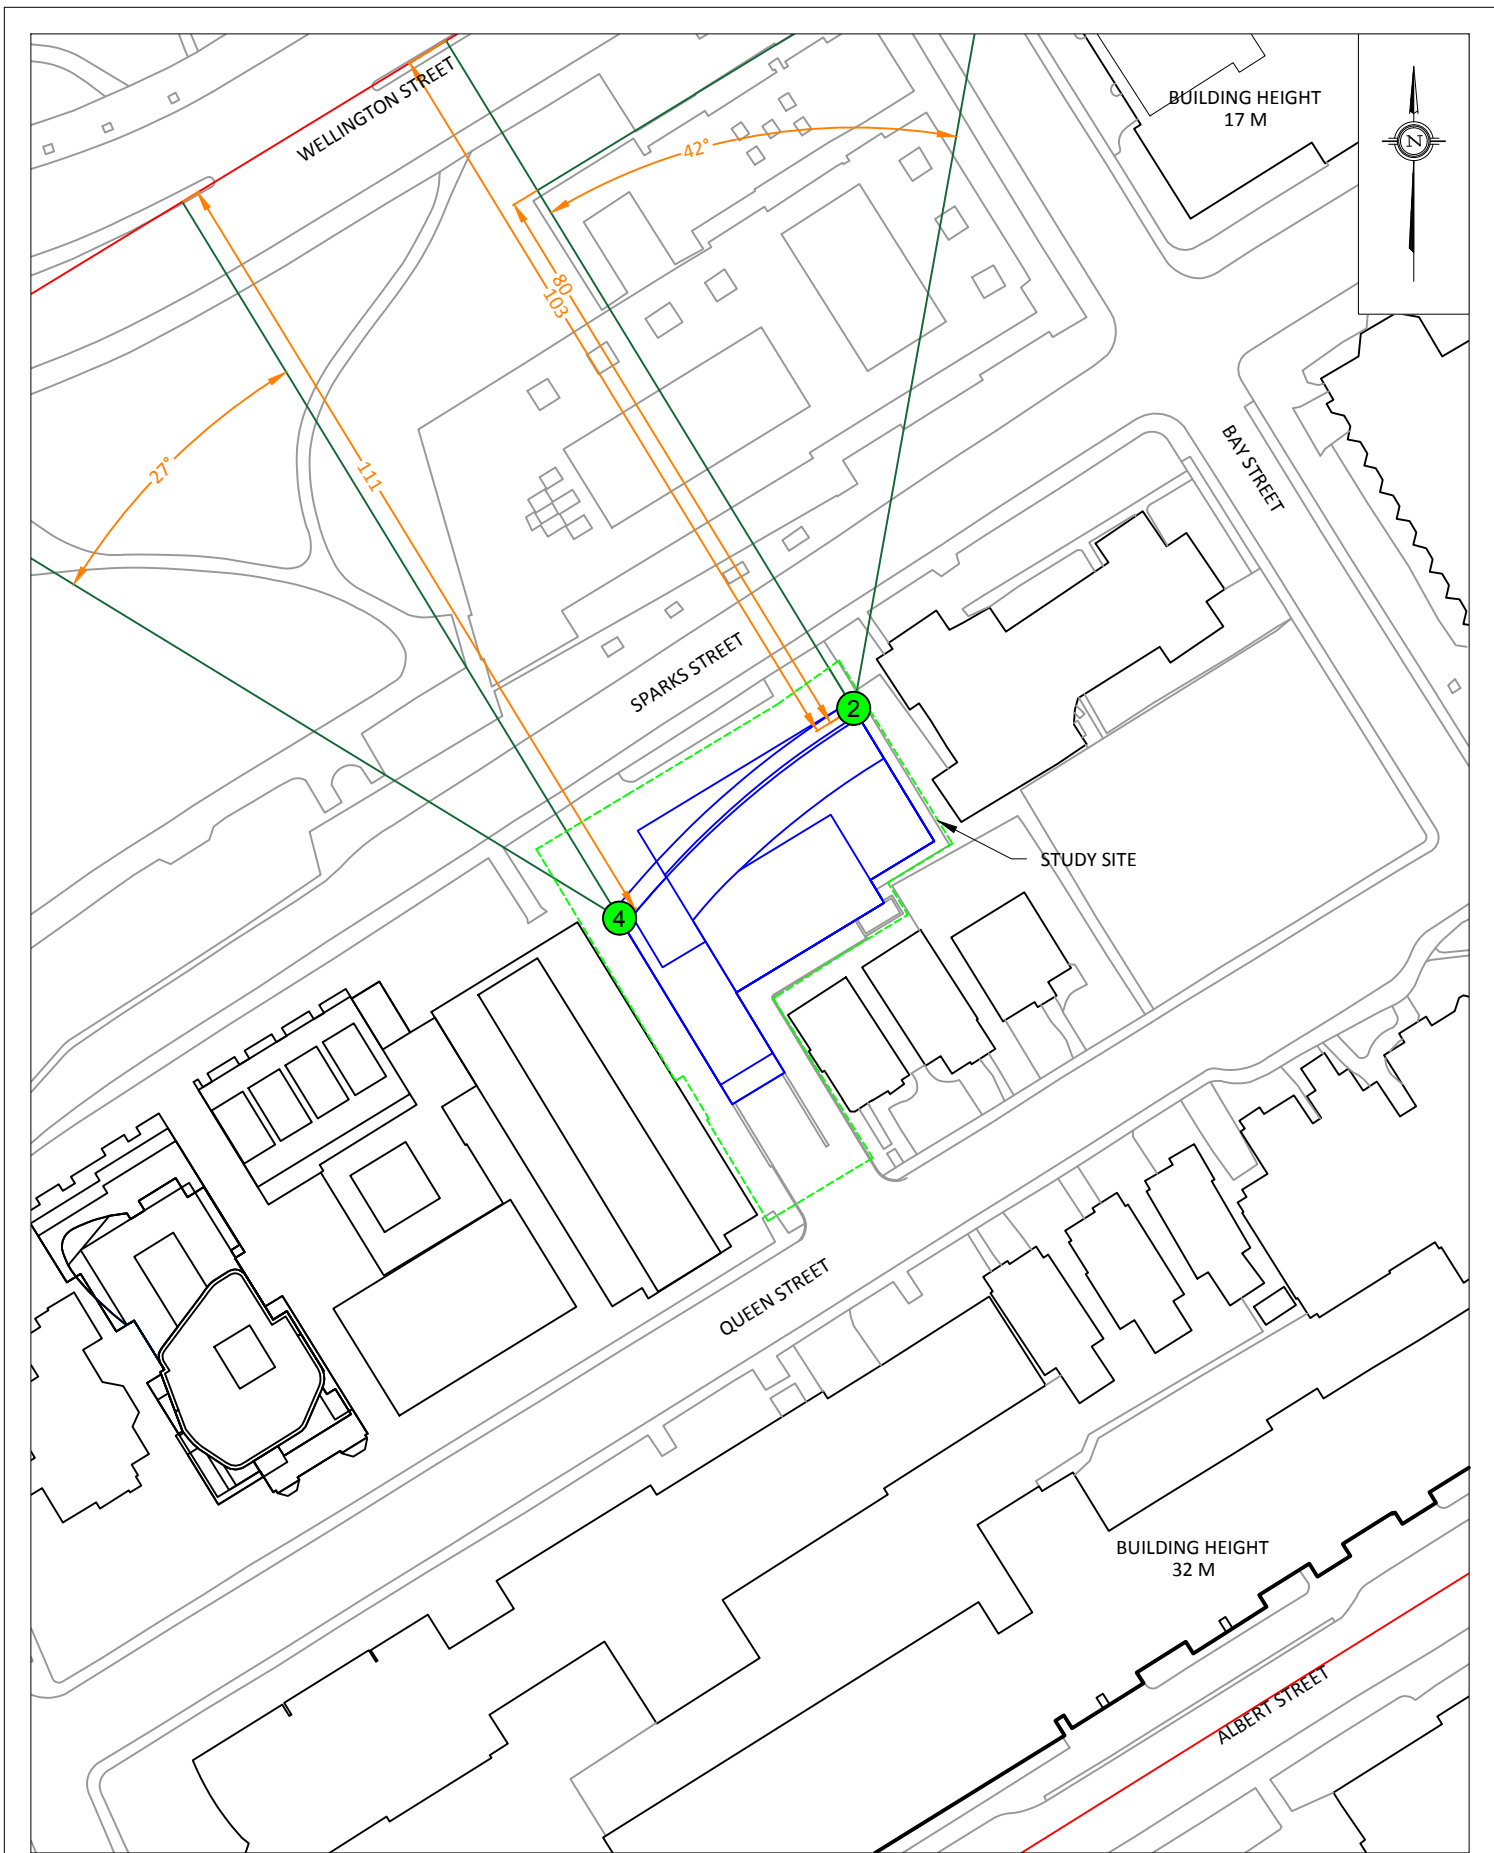 WELLINGTON STREET
BUILDING HEIGHT
17 M
N
42°
80
103
27°
111
BAY STREET
SPARKS STREET
2
STUDY SITE
4
QUEEN STREET
BUILDING HEIGHT
32 M
ALBERT STREET